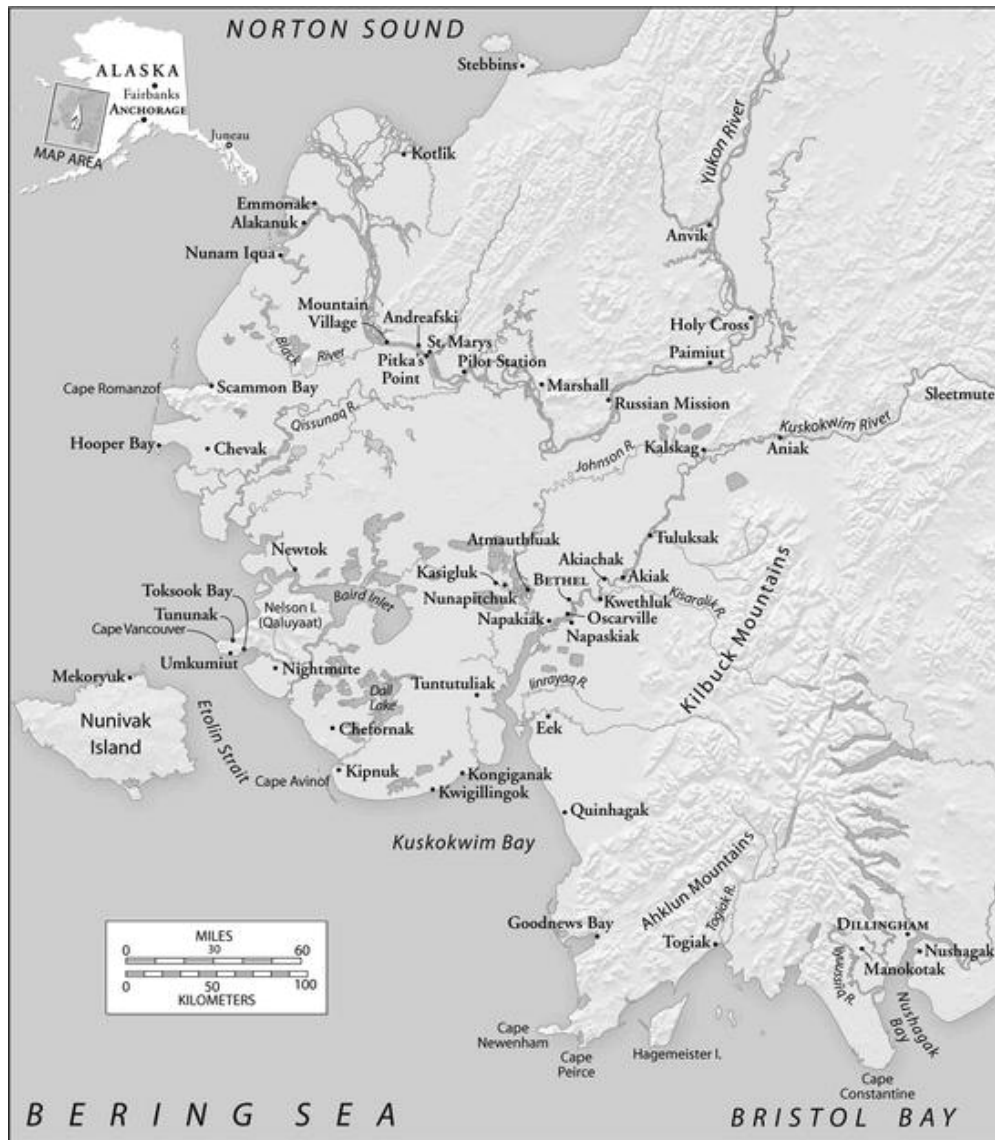 NORTON SOUND
Stebbins
ALASKA
Fairbanks
ANCHORAGE
Juneau
MAP AREA
Yukon River
Kotlik
Emmonak
Alakanuk
Nunam Iqua
Anvik
Mountain
Village
Andreafski
St. Marys
Pitka's
Point
Pilot Station
Black
River
Holy Cross
Paimiut
Marshall
Russian Mission
Cape Romanzof
Scammon Bay
Qissunaq R.
Sleetmute
Kuskokwim River
Hooper Bay
Chevak
Johnson R.
Kalskag
Aniak
Tuluksak
Atmauthluak
Akiachak
Newtok
Kasigluk
BETHEL
Akiak
Toksook Bay
Nelson I.
(Qaluyaat)
Baird Inlet
Nunapitchuk
Kwethluk
Kisaralik R.
Tununak
Oscarville
Cape Vancouver
Napakiak
Napaskiak
Umkumiut
Nightmute
Kilbuck Mountains
Mekoryuk
Dall
Lake
Tuntutuliak
Iinrayaq R.
Nunivak
Island
Etolin Strait
Chefornak
Eek
Cape Avinof
Kipnuk
Kongiganak
Kwigillingok
Quinhagak
Kuskokwim Bay
Ahklun Mountains
Togiak R.
Goodnews Bay
Togiak
DILLINGHAM
Nushagak
Manokotak
Nushagak
Bay
MILES
0 30 60
0 50 100
KILOMETERS
Cape
Newenham
Cape
Peirce
Hagemeister I.
Cape
Constantine
BERING SEA
BRISTOL BAY